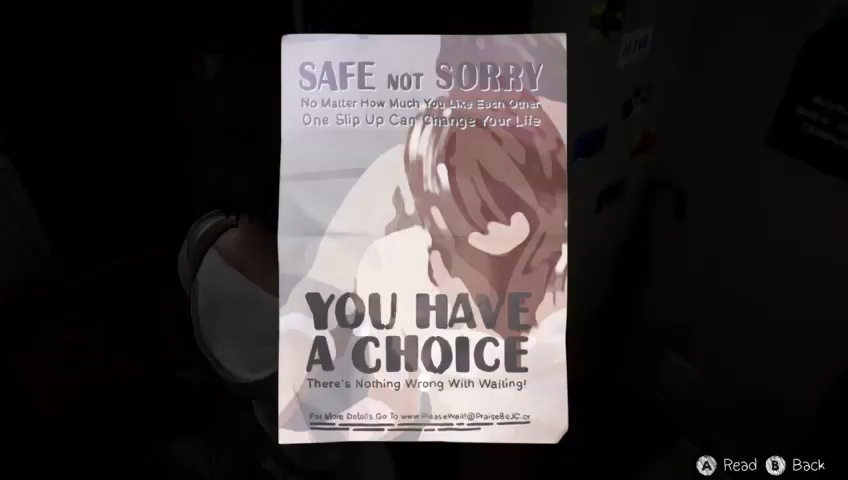 SAFE NOT SORRY
No Matter How Much You Like Each Other
One Slip Up Can Change Your Life
YOU HAVE
A CHOICE
There's Nothing Wrong With Waiting!
For More Details Go To www.PleaseWait@PraiseBeJC.or
A Read B Back